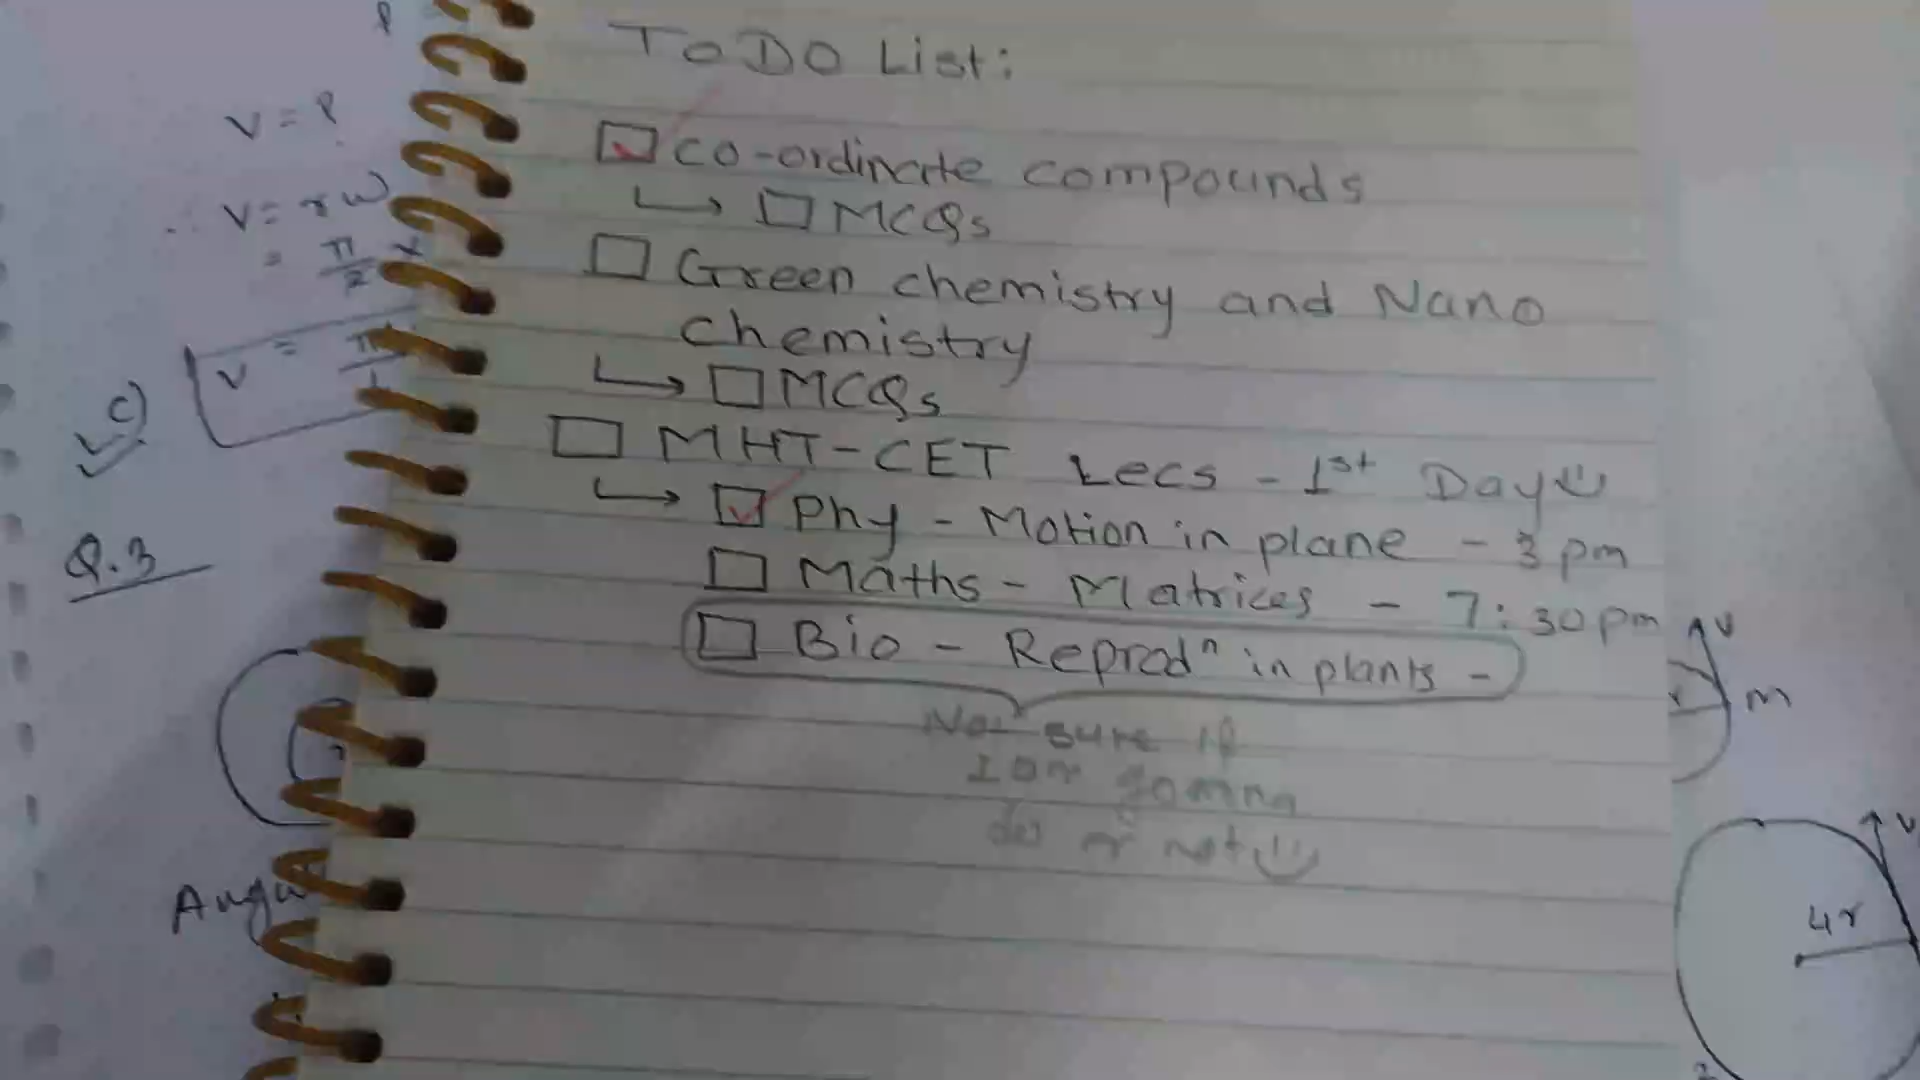 To DO List:
co-ordinate compounds
MCQs
Green chemistry and Nano
chemistry
MCQs
MHT-CET Lecs - 1st Day
Phy - Motion in plane - 3 pm
Maths - Matrices - 7:30 pm
Bio - Reprodⁿ in plants -
Not sure if
I am
or not
V = ?
V = rω
= π/2 ×
V = π
c)
Q.3
V
m
4r